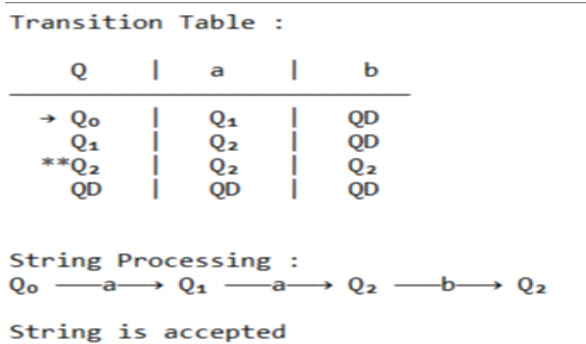 Transition Table :
Q | a | b
→ Q₀ | Q₁ | QD
Q₁ | Q₂ | QD
**Q₂ | Q₂ | Q₂
QD | QD | QD
String Processing :
Q₀ ——a——→ Q₁ ——a——→ Q₂ ——b——→ Q₂
String is accepted